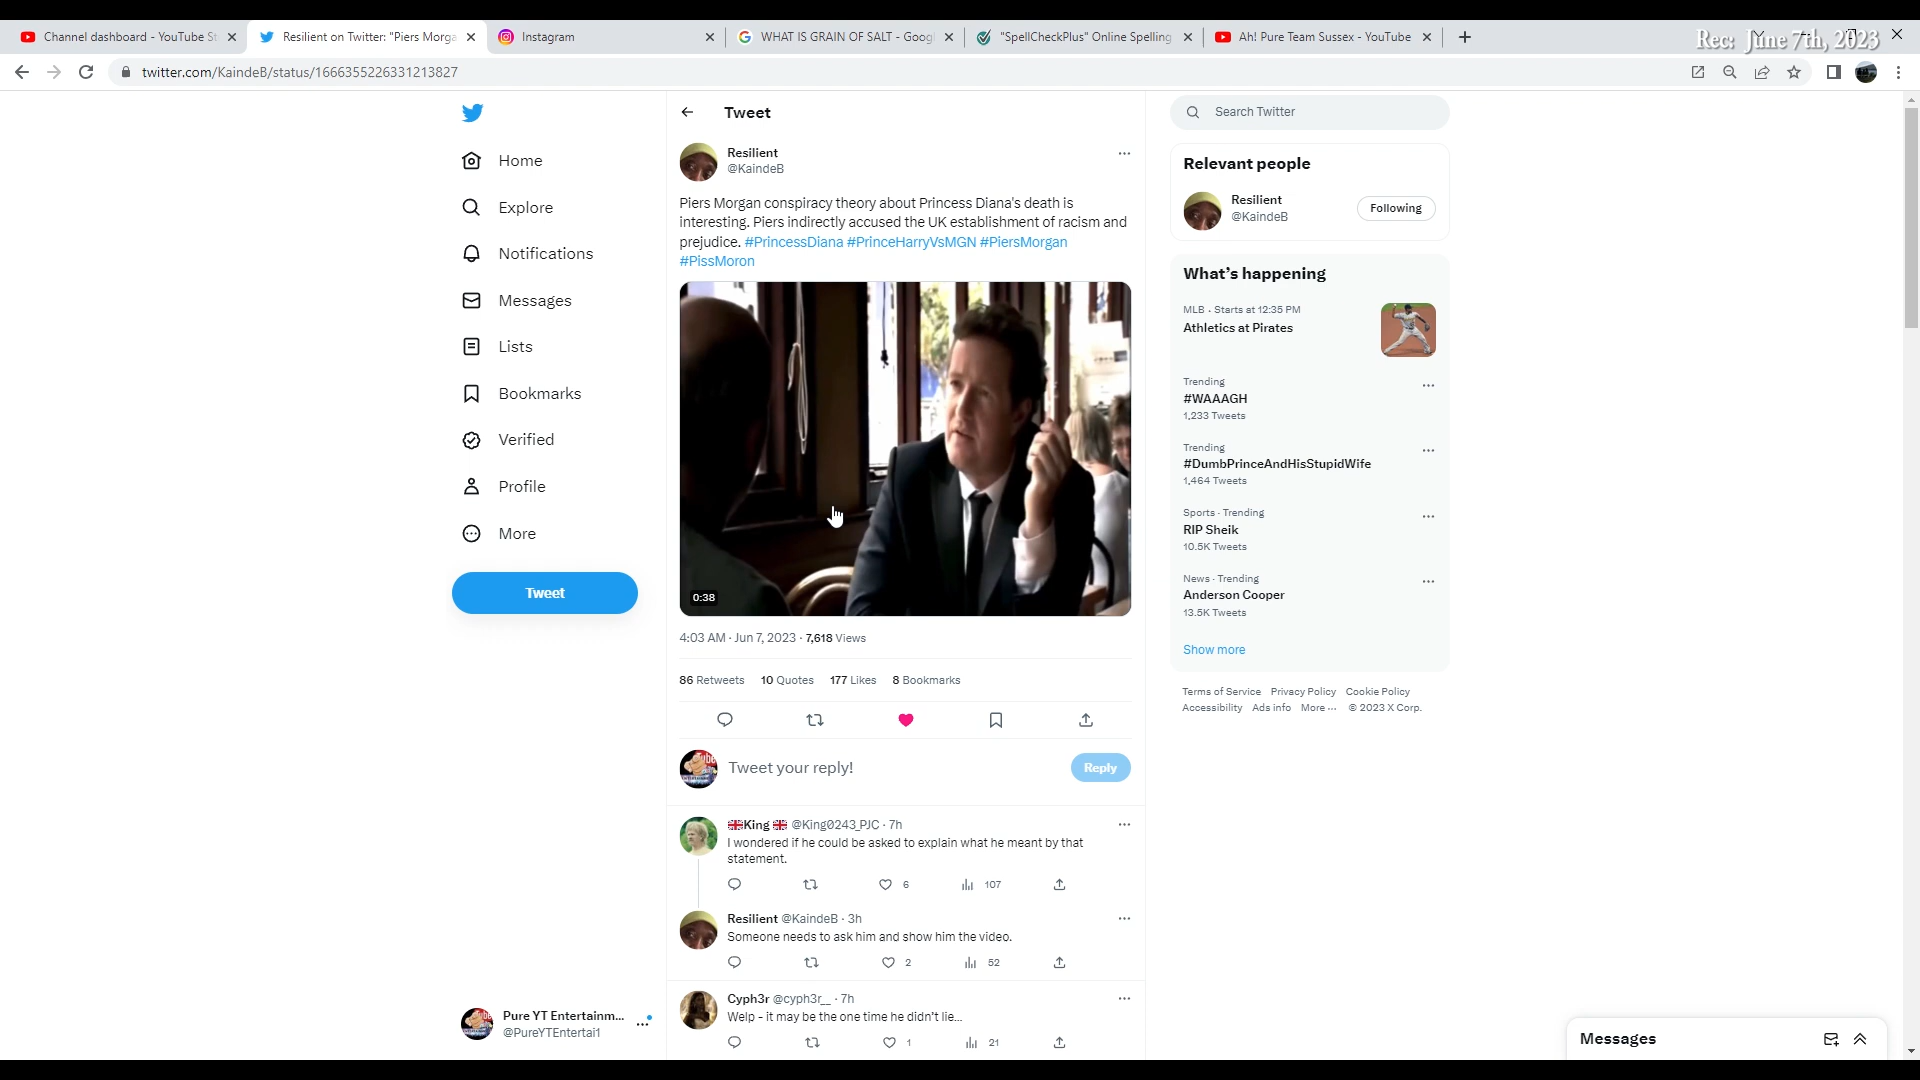 Channel dashboard - YouTube St
Resilient on Twitter: "Piers Morga
Instagram
WHAT IS GRAIN OF SALT - Googl
"SpellCheckPlus" Online Spelling
Ah! Pure Team Sussex - YouTube
Rec: June 7th, 2023
twitter.com/KaindeB/status/1666355226331213827
Home
Explore
Notifications
Messages
Lists
Bookmarks
Verified
Profile
More
Tweet
Pure YT Entertainm...
@PureYTEntertai1
Tweet
Resilient
@KaindeB
Piers Morgan conspiracy theory about Princess Diana's death is
interesting. Piers indirectly accused the UK establishment of racism and
prejudice. #PrincessDiana #PrinceHarryVsMGN #PiersMorgan
#PissMoron
0:38
4:03 AM · Jun 7, 2023 · 7,618 Views
86 Retweets 10 Quotes 177 Likes 8 Bookmarks
Tweet your reply!
Reply
🇬🇧King 🇬🇧 @King0243_PJC · 7h
I wondered if he could be asked to explain what he meant by that
statement.
6 107
Resilient @KaindeB · 3h
Someone needs to ask him and show him the video.
2 52
Cyph3r @cyph3r__ · 7h
Welp - it may be the one time he didn't lie...
1 21
Search Twitter
Relevant people
Resilient
@KaindeB
Following
What's happening
MLB · Starts at 12:35 PM
Athletics at Pirates
Trending
#WAAAGH
1,233 Tweets
Trending
#DumbPrinceAndHisStupidWife
1,464 Tweets
Sports · Trending
RIP Sheik
10.5K Tweets
News · Trending
Anderson Cooper
13.5K Tweets
Show more
Terms of Service Privacy Policy Cookie Policy
Accessibility Ads info More ... © 2023 X Corp.
Messages